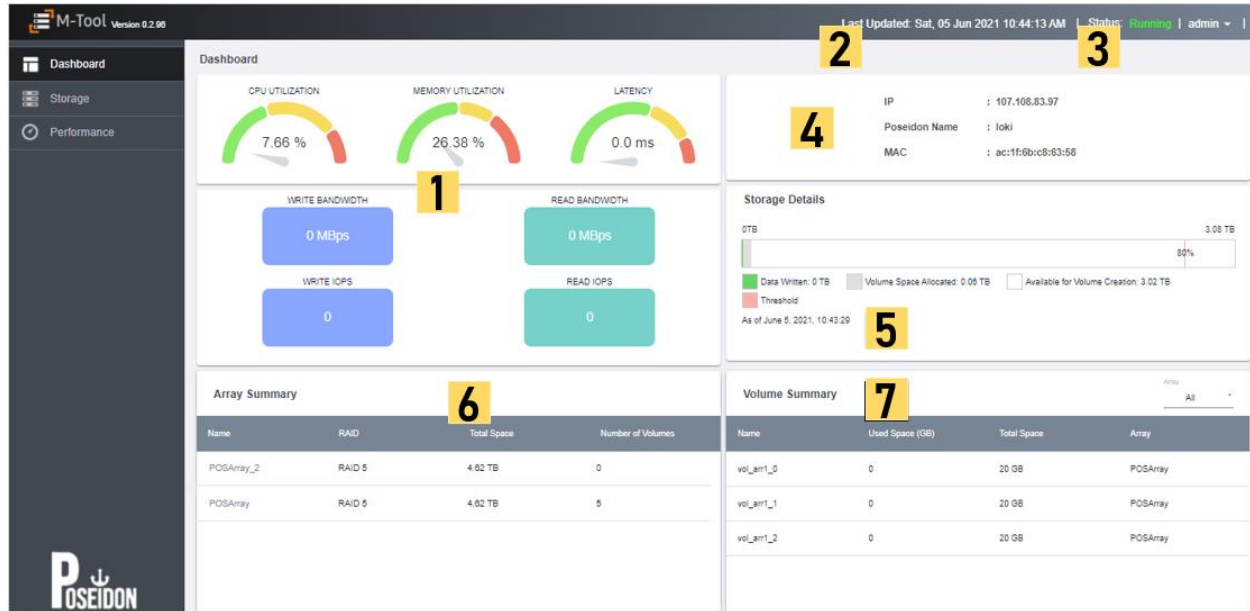 M-Tool Version 0.2.98
Last Updated: Sat, 05 Jun 2021 10:44:13 AM | Status: Running | admin |
2
3
Dashboard
Storage
Performance
Dashboard
CPU UTILIZATION
MEMORY UTILIZATION
LATENCY
7.66 %
26.38 %
0.0 ms
1
WRITE BANDWIDTH
READ BANDWIDTH
0 MBps
0 MBps
WRITE IOPS
READ IOPS
0
0
4
IP : 107.108.83.97
Poseidon Name : loki
MAC : ac:1f:6b:c8:63:58
Storage Details
0TB
3.08 TB
80%
Data Written: 0 TB
Volume Space Allocated: 0.06 TB
Available for Volume Creation: 3.02 TB
Threshold
As of June 5, 2021, 10:43:29
5
Array Summary
6
Name RAID Total Space Number of Volumes
POSArray_2 RAID 5 4.62 TB 0
POSArray RAID 5 4.62 TB 5
Volume Summary
7
Array
All
Name Used Space (GB) Total Space Array
vol_arr1_0 0 20 GB POSArray
vol_arr1_1 0 20 GB POSArray
vol_arr1_2 0 20 GB POSArray
POSEIDON